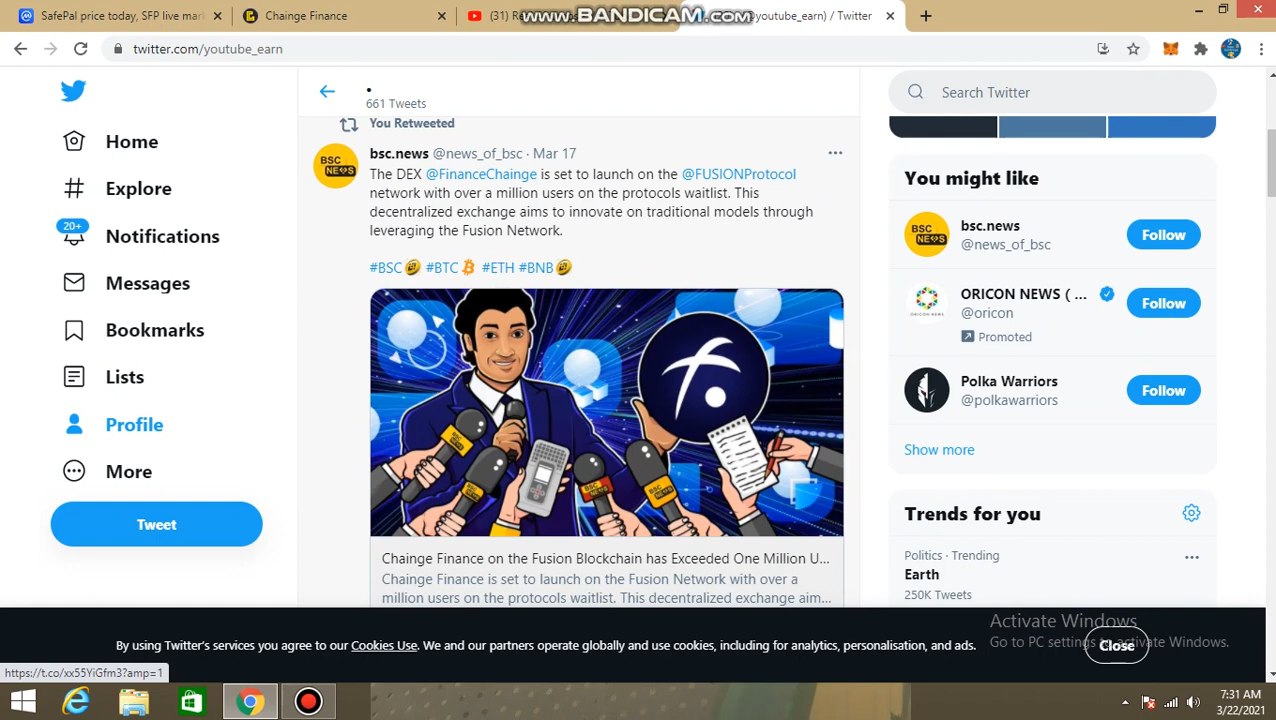 SafePal price today, SFP live mar
Chainge Finance
(31) R
www.BANDICAM.com
@youtube_earn) / Twitter
twitter.com/youtube_earn
661 Tweets
Search Twitter
Home
Explore
20+
Notifications
Messages
Bookmarks
Lists
Profile
More
Tweet
You Retweeted
BSC NEWS
bsc.news @news_of_bsc · Mar 17
The DEX @FinanceChainge is set to launch on the @FUSIONProtocol
network with over a million users on the protocols waitlist. This
decentralized exchange aims to innovate on traditional models through
leveraging the Fusion Network.
#BSC #BTC #ETH #BNB
Chainge Finance on the Fusion Blockchain has Exceeded One Million U...
Chainge Finance is set to launch on the Fusion Network with over a
million users on the protocols waitlist. This decentralized exchange aim...
You might like
BSC NEWS
bsc.news
@news_of_bsc
Follow
ORICON NEWS
ORICON NEWS ( ...
@oricon
Follow
Promoted
Polka Warriors
@polkawarriors
Follow
Show more
Trends for you
Politics · Trending
Earth
250K Tweets
Activate Windows
Go to PC settings to activate Windows.
By using Twitter's services you agree to our Cookies Use. We and our partners operate globally and use cookies, including for analytics, personalisation, and ads.
Close
https://t.co/xx55YiGfm3?amp=1
7:31 AM
3/22/2021